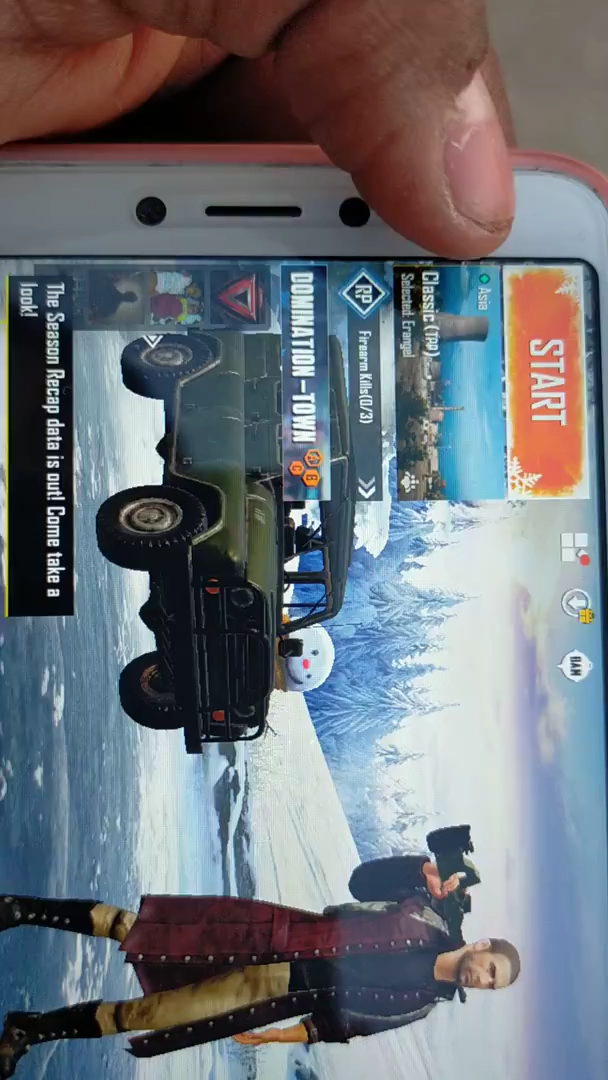 START
Asia
Classic (TPP)
Selected: Erangel
RP
Firearm Kills(0/3)
DOMINATION-TOWN
A B
C
The Season Recap data is out! Come take a
look!
BAN